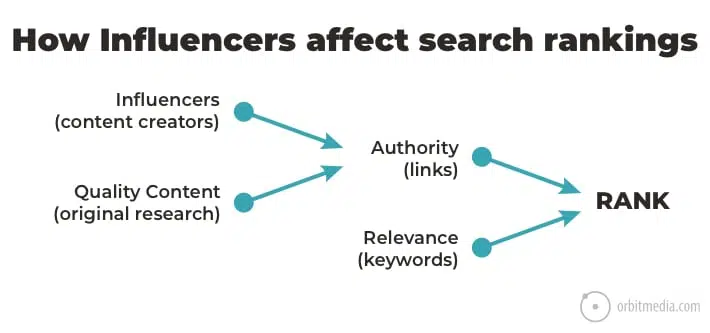 How Influencers affect search rankings
Influencers
(content creators)
Quality Content
(original research)
Authority
(links)
Relevance
(keywords)
RANK
orbitmedia.com